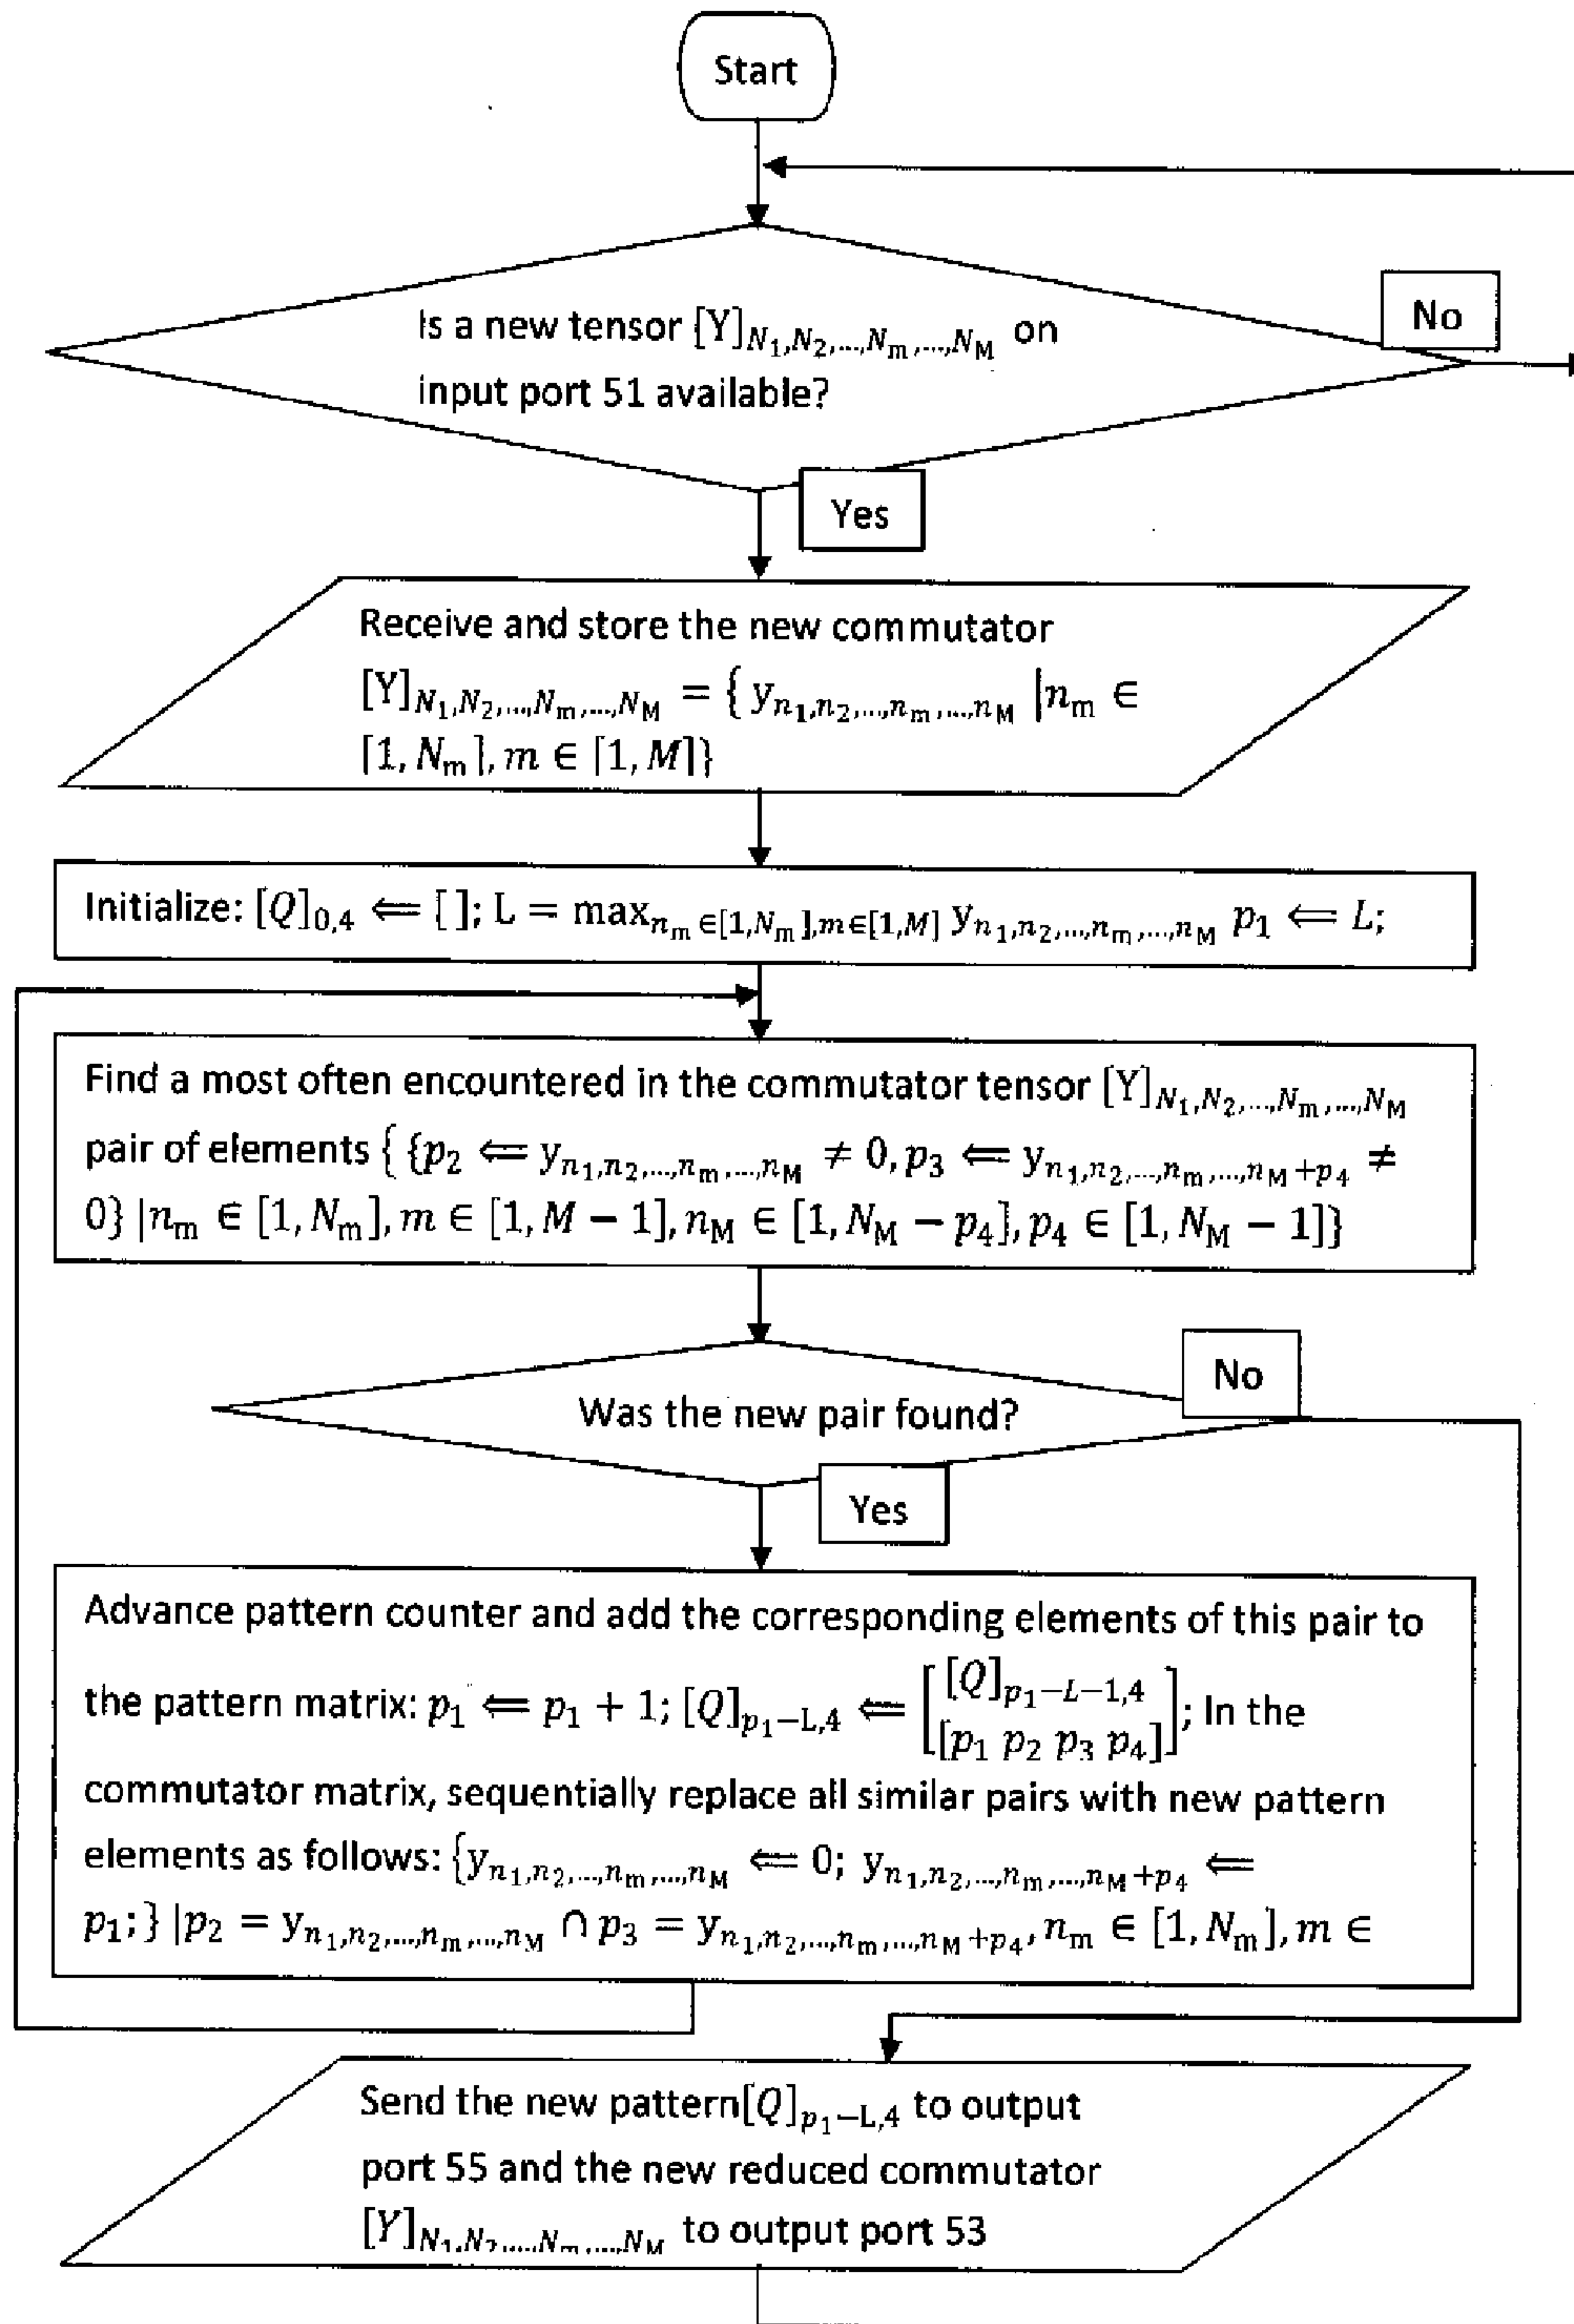 Start
Is a new tensor [Y]_{N_1,N_2,...,N_m,...,N_M} on
input port 51 available?
No
Yes
Receive and store the new commutator
[Y]_{N_1,N_2,...,N_m,...,N_M} = { y_{n_1,n_2,...,n_m,...,n_M} |n_m ∈
[1, N_m], m ∈ [1, M]}
Initialize: [Q]_{0,4} ⇐ [ ]; L = max_{n_m∈[1,N_m],m∈[1,M]} y_{n_1,n_2,...,n_m,...,n_M} p_1 ⇐ L;
Find a most often encountered in the commutator tensor [Y]_{N_1,N_2,...,N_m,...,N_M}
pair of elements { {p_2 ⇐ y_{n_1,n_2,...,n_m,...,n_M} ≠ 0, p_3 ⇐ y_{n_1,n_2,...,n_m,...,n_M+p_4} ≠
0} |n_m ∈ [1, N_m], m ∈ [1, M − 1], n_M ∈ [1, N_M − p_4], p_4 ∈ [1, N_M − 1]}
No
Was the new pair found?
Yes
Advance pattern counter and add the corresponding elements of this pair to
the pattern matrix: p_1 ⇐ p_1 + 1; [Q]_{p_1−L,4} ⇐ [ [Q]_{p_1−L−1,4}
[p_1 p_2 p_3 p_4] ]; In the
commutator matrix, sequentially replace all similar pairs with new pattern
elements as follows: {y_{n_1,n_2,...,n_m,...,n_M} ⇐ 0; y_{n_1,n_2,...,n_m,...,n_M+p_4} ⇐
p_1; } |p_2 = y_{n_1,n_2,...,n_m,...,n_M} ∩ p_3 = y_{n_1,n_2,...,n_m,...,n_M+p_4}, n_m ∈ [1, N_m], m ∈
Send the new pattern[Q]_{p_1−L,4} to output
port 55 and the new reduced commutator
[Y]_{N_1,N_2,...,N_m,...,N_M} to output port 53